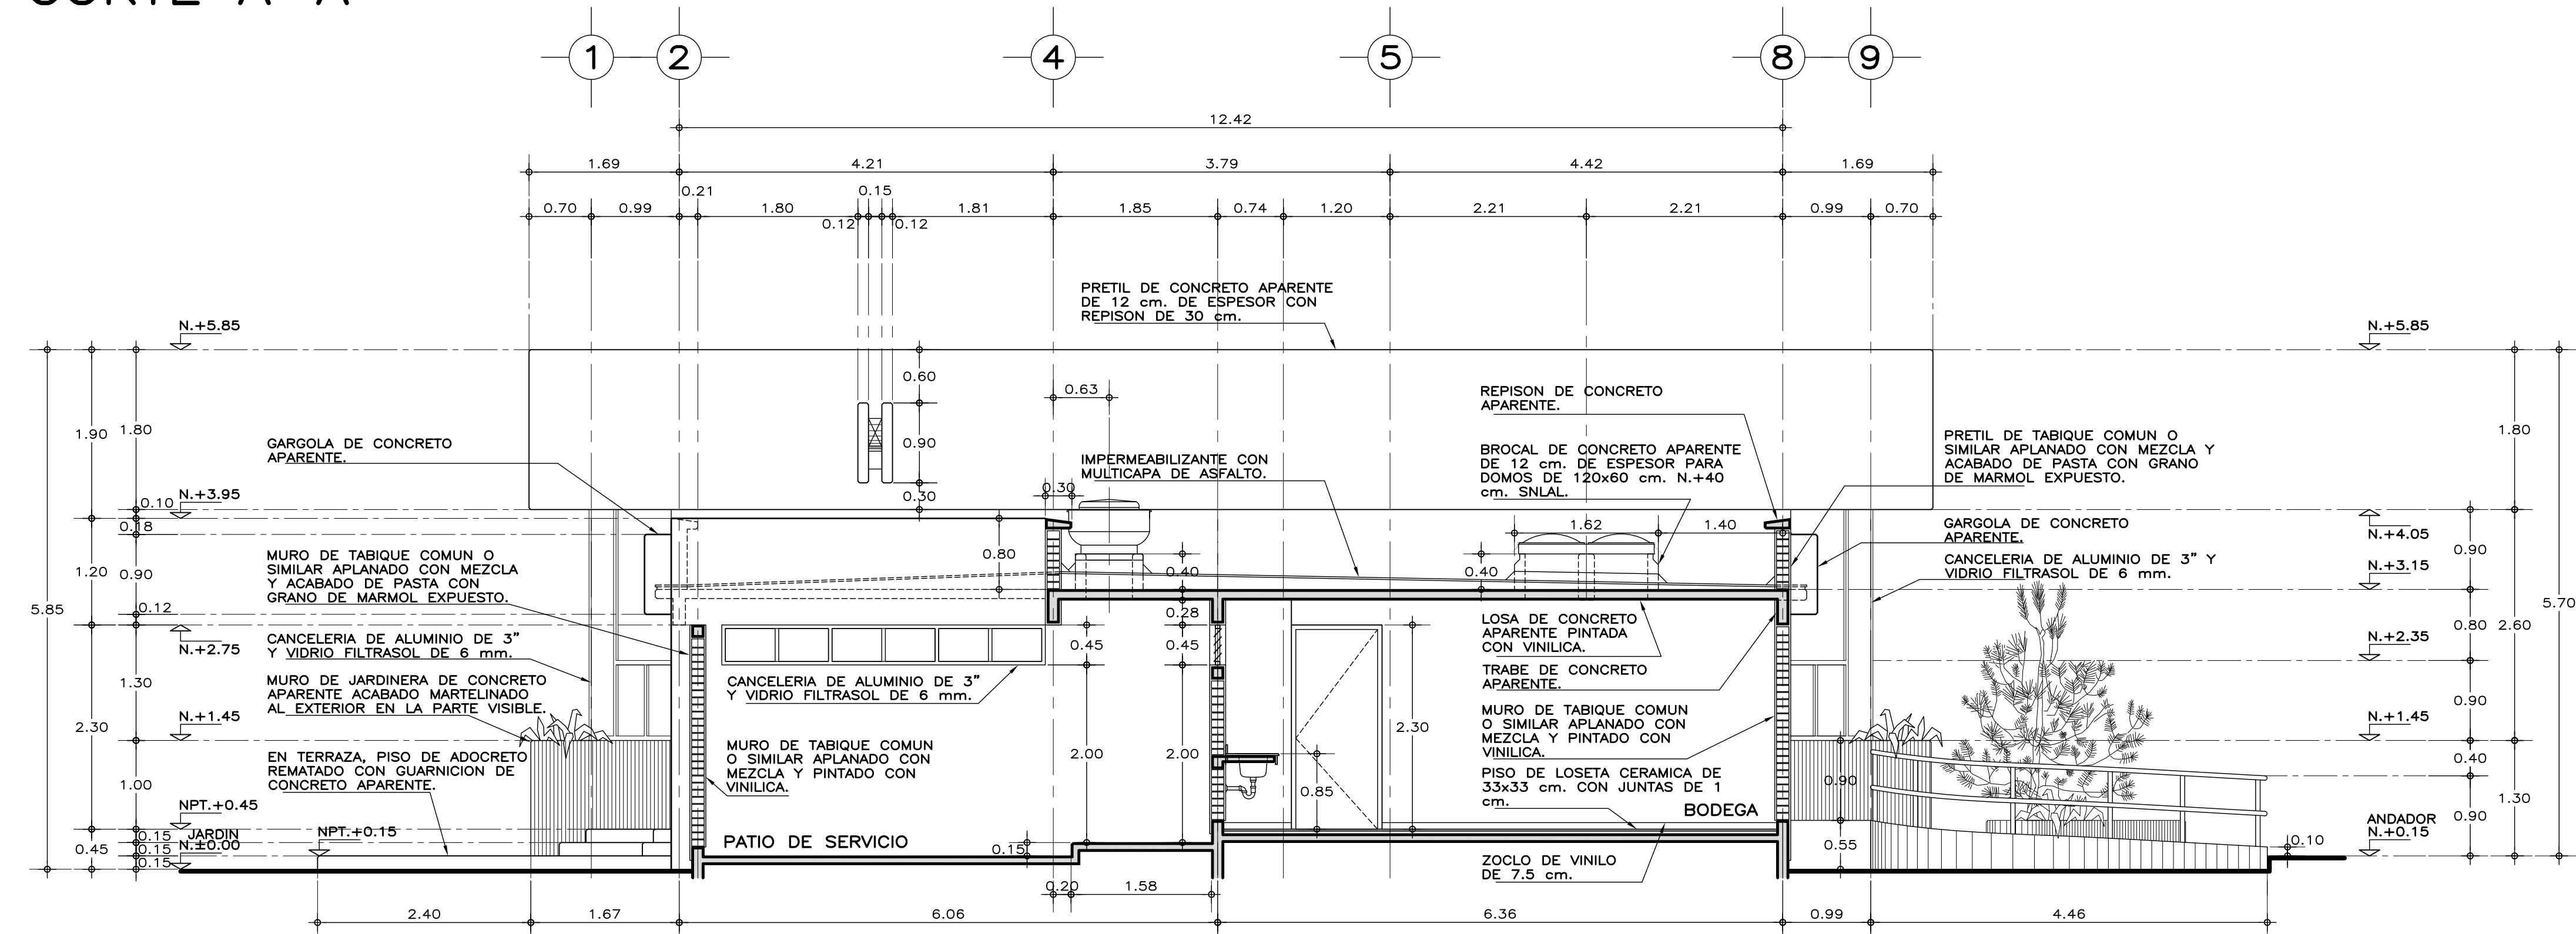 CORTE A-A'
1 2 4 5 8 9
12.42
1.69 4.21 3.79 4.42 1.69
0.21 0.15
0.70 0.99 1.80 1.81 1.85 0.74 1.20 2.21 2.21 0.99 0.70
0.12 0.12
PRETIL DE CONCRETO APARENTE
DE 12 cm. DE ESPESOR CON
REPISON DE 30 cm.
N.+5.85
N.+5.85
0.60
0.63
0.90
0.30
0.30
REPISON DE CONCRETO
APARENTE.
1.90 1.80
1.80
GARGOLA DE CONCRETO
APARENTE.
IMPERMEABILIZANTE CON
MULTICAPA DE ASFALTO.
BROCAL DE CONCRETO APARENTE
DE 12 cm. DE ESPESOR PARA
DOMOS DE 120x60 cm. N.+40
cm. SNLAL.
PRETIL DE TABIQUE COMUN O
SIMILAR APLANADO CON MEZCLA Y
ACABADO DE PASTA CON GRANO
DE MARMOL EXPUESTO.
0.10 N.+3.95
0.18
1.62 1.40
GARGOLA DE CONCRETO
APARENTE.
N.+4.05
MURO DE TABIQUE COMUN O
SIMILAR APLANADO CON MEZCLA
Y ACABADO DE PASTA CON
GRANO DE MARMOL EXPUESTO.
0.80
0.40
0.40
CANCELERIA DE ALUMINIO DE 3" Y
VIDRIO FILTRASOL DE 6 mm.
N.+3.15
0.90
1.20 0.90
0.12
5.85
5.70
0.28
N.+2.75
CANCELERIA DE ALUMINIO DE 3"
Y VIDRIO FILTRASOL DE 6 mm.
0.45 0.45
LOSA DE CONCRETO
APARENTE PINTADA
CON VINILICA.
0.80 2.60
N.+2.35
TRABE DE CONCRETO
APARENTE.
1.30
MURO DE JARDINERA DE CONCRETO
APARENTE ACABADO MARTELINADO
AL EXTERIOR EN LA PARTE VISIBLE.
CANCELERIA DE ALUMINIO DE 3"
Y VIDRIO FILTRASOL DE 6 mm.
0.90
N.+1.45
N.+1.45
2.30
2.30
MURO DE TABIQUE COMUN
O SIMILAR APLANADO CON
MEZCLA Y PINTADO CON
VINILICA.
MURO DE TABIQUE COMUN
O SIMILAR APLANADO CON
MEZCLA Y PINTADO CON
VINILICA.
2.00 2.00
EN TERRAZA, PISO DE ADOCRETO
REMATADO CON GUARNICION DE
CONCRETO APARENTE.
1.00
0.85
PISO DE LOSETA CERAMICA DE
33x33 cm. CON JUNTAS DE 1
cm.
0.90
0.40
1.30
0.90
NPT.+0.45
BODEGA
ANDADOR
N.+0.15
0.15 JARDIN
NPT.+0.15
0.45 0.15 N.±0.00
0.15
PATIO DE SERVICIO
0.15
0.55
0.10
ZOCLO DE VINILO
DE 7.5 cm.
0.20 1.58
2.40 1.67 6.06 6.36 0.99 4.46